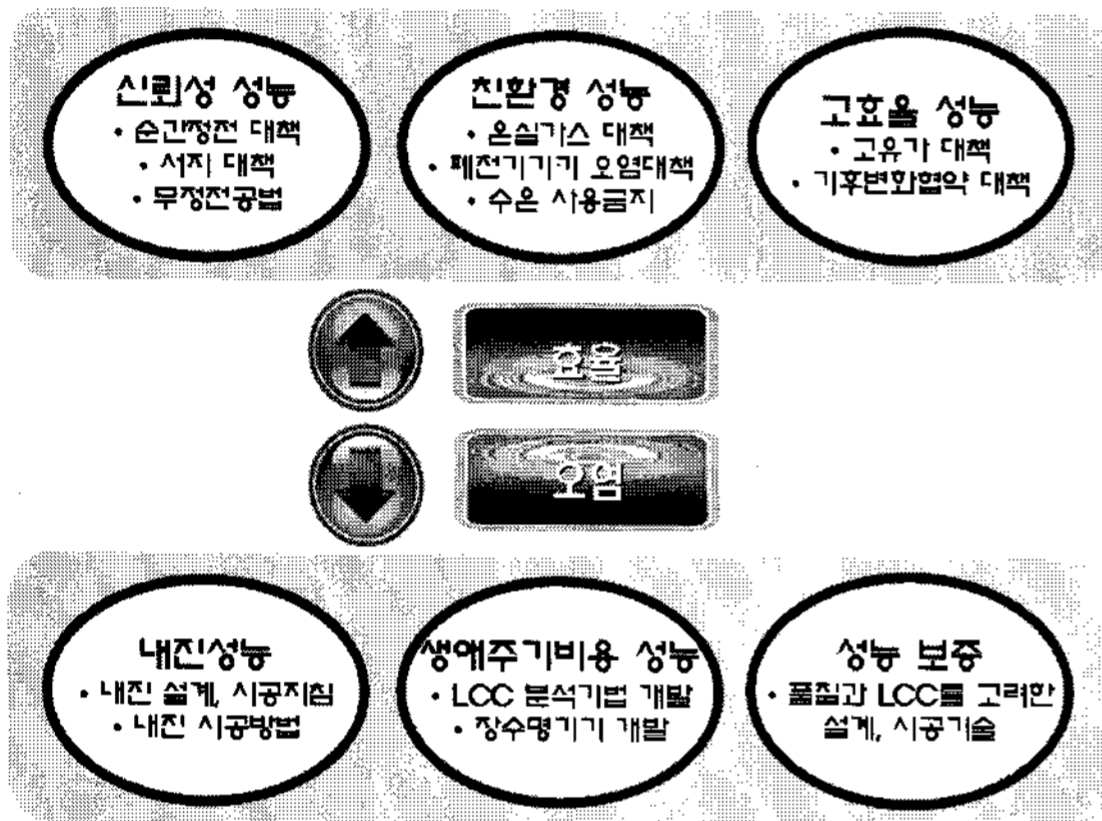 신뢰성 성능
• 순간정전 대책
• 서지 대책
• 무정전공법
친환경 성능
• 온실가스 대책
• 폐전기기기 오염대책
• 수은 사용금지
고효율 성능
• 고유가 대책
• 기후변화협약 대책
효율
오염
내진성능
• 내진 설계, 시공지침
• 내진 시공방법
생애주기비용 성능
• LCC 분석기법 개발
• 장수명기기 개발
성능 보증
• 품질과 LCC를 고려한
설계, 시공기술